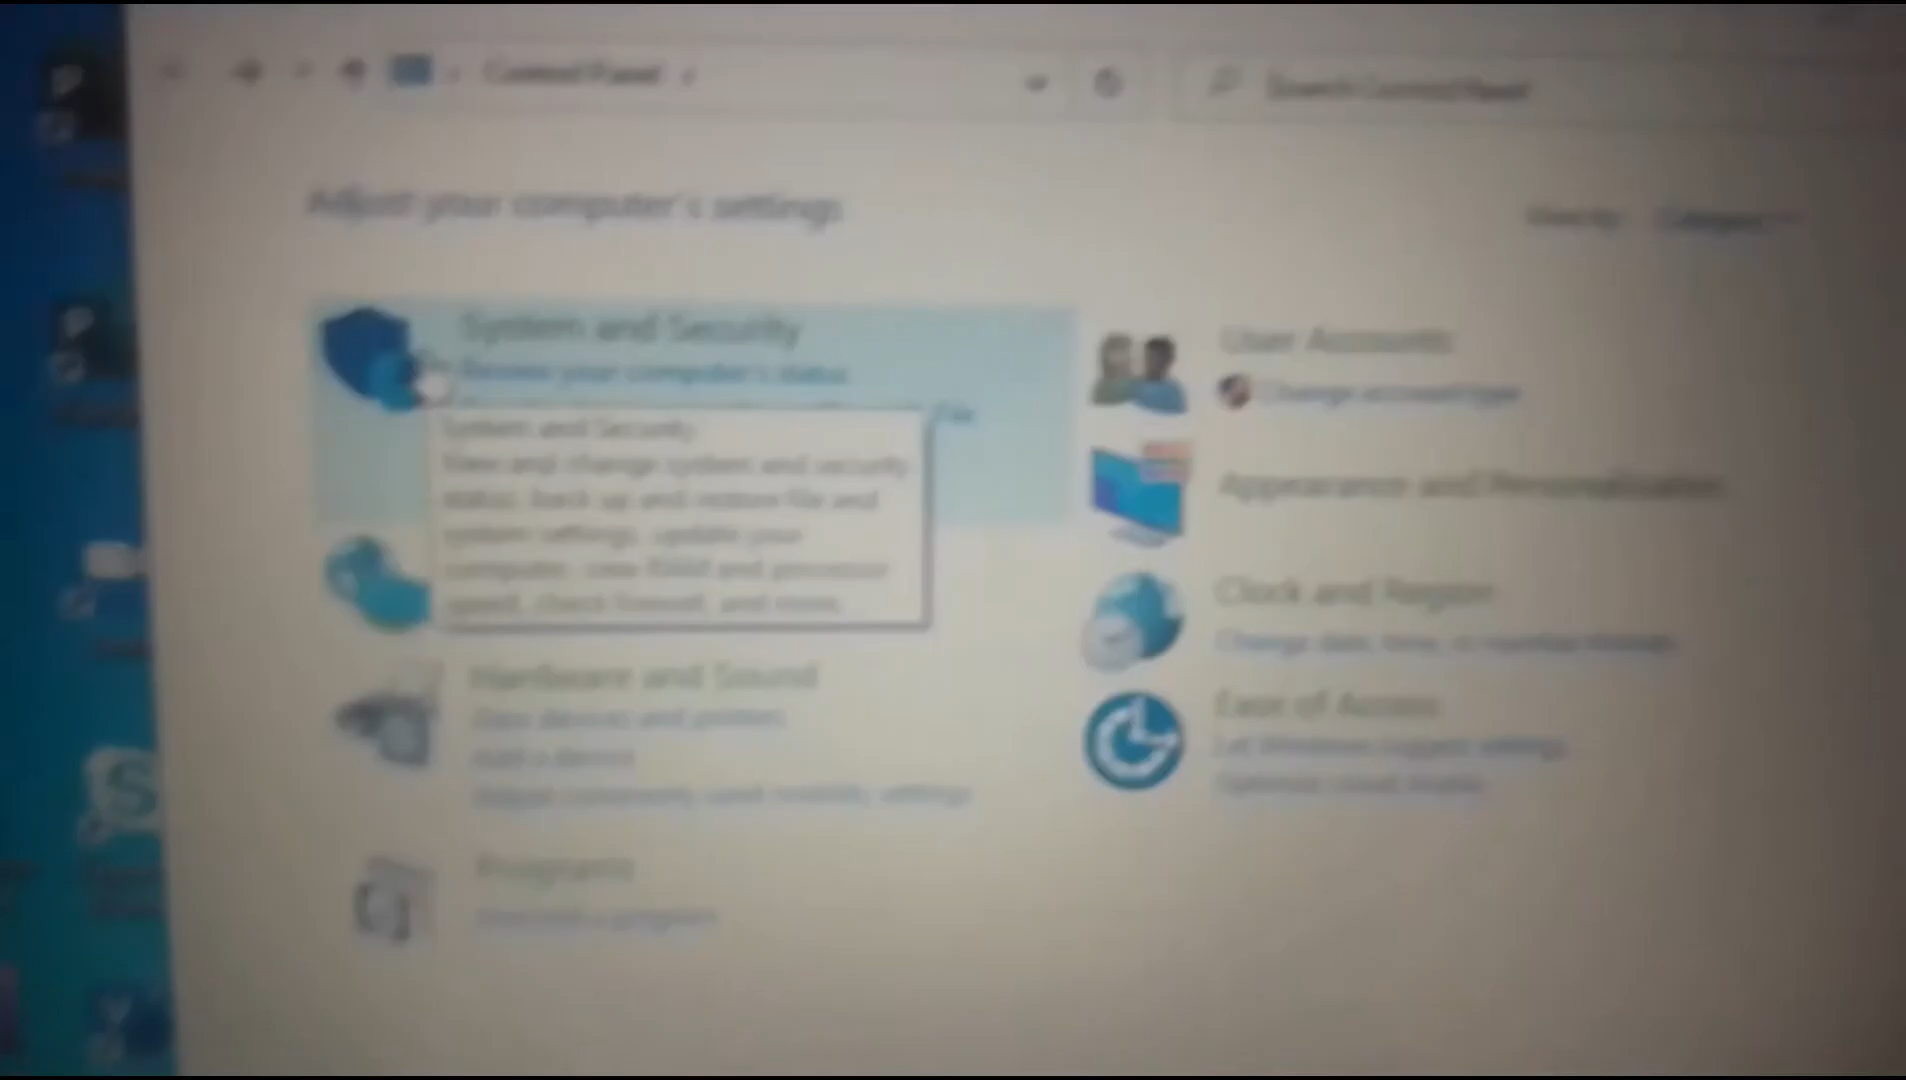 Control Panel
Search Control Panel
Adjust your computer's settings
View by: Category
System and Security
Review your computer's status
File
System and Security
View and change system and security
status, back up and restore file and
system settings, update your
computer, view RAM and processor
speed, check firewall, and more.
Hardware and Sound
View devices and printers
Add a device
Adjust commonly used mobility settings
Programs
Uninstall a program
User Accounts
Change account type
Appearance and Personalization
Clock and Region
Change date, time, or number formats
Ease of Access
Let Windows suggest settings
Optimize visual display